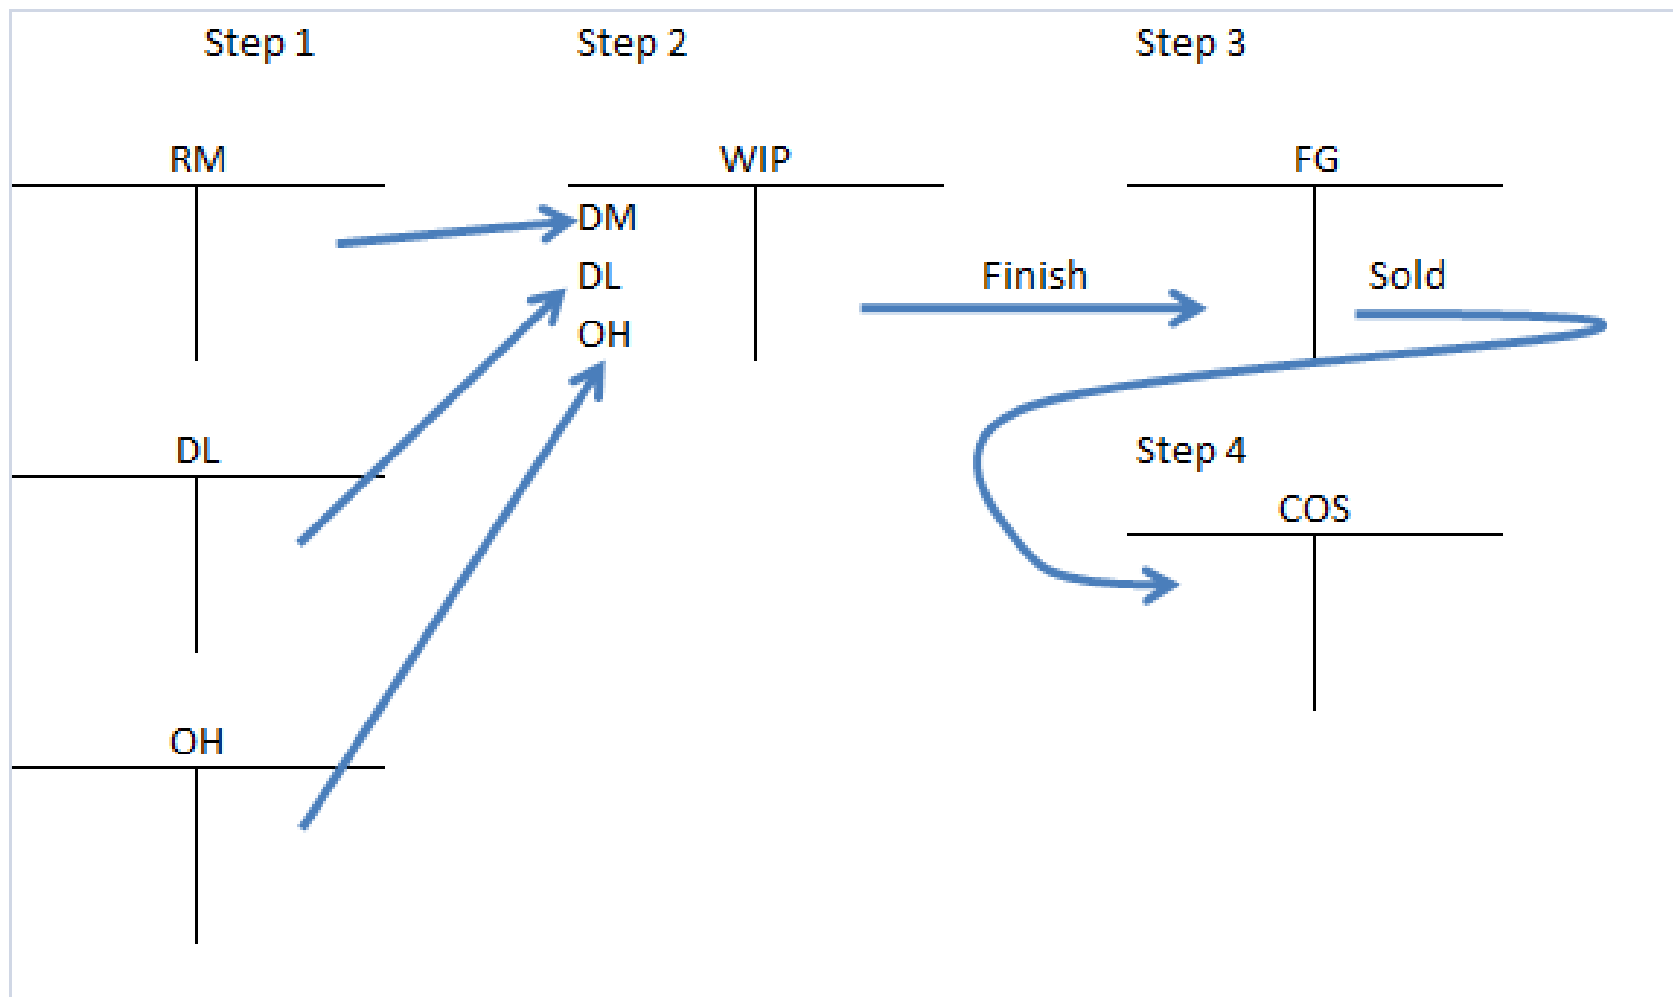 Step 1 Step 2 Step 3
RM WIP FG
DM
DL
Finish Sold
OH
DL
Step 4
COS
OH